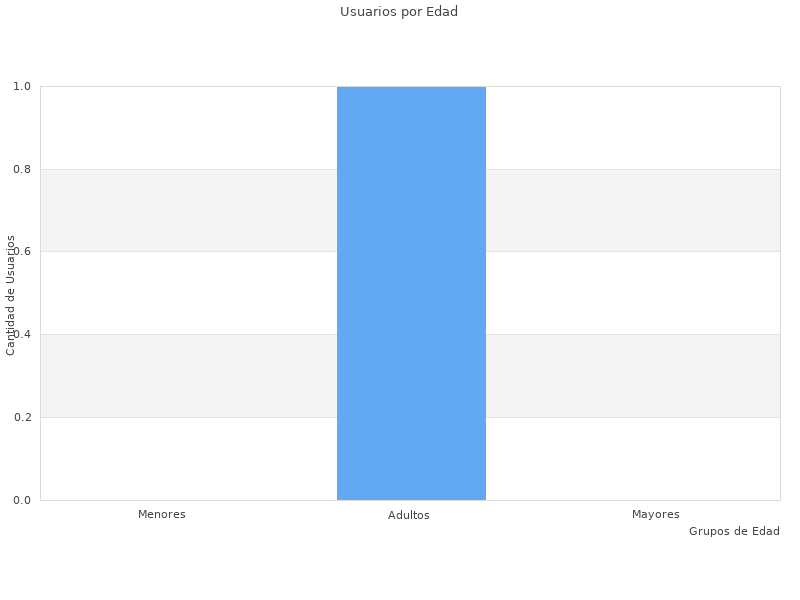 Usuarios por Edad
Cantidad de Usuarios
1.0
0.8
0.6
0.4
0.2
0.0
Menores
Adultos
Mayores
Grupos de Edad